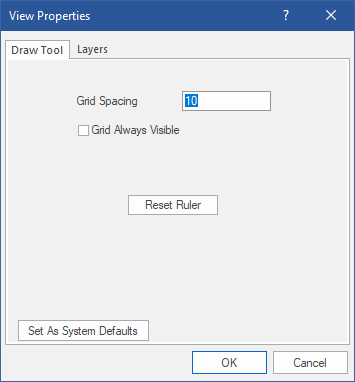 View Properties ?
Draw Tool Layers
Grid Spacing 10
Grid Always Visible
Reset Ruler
Set As System Defaults
OK Cancel